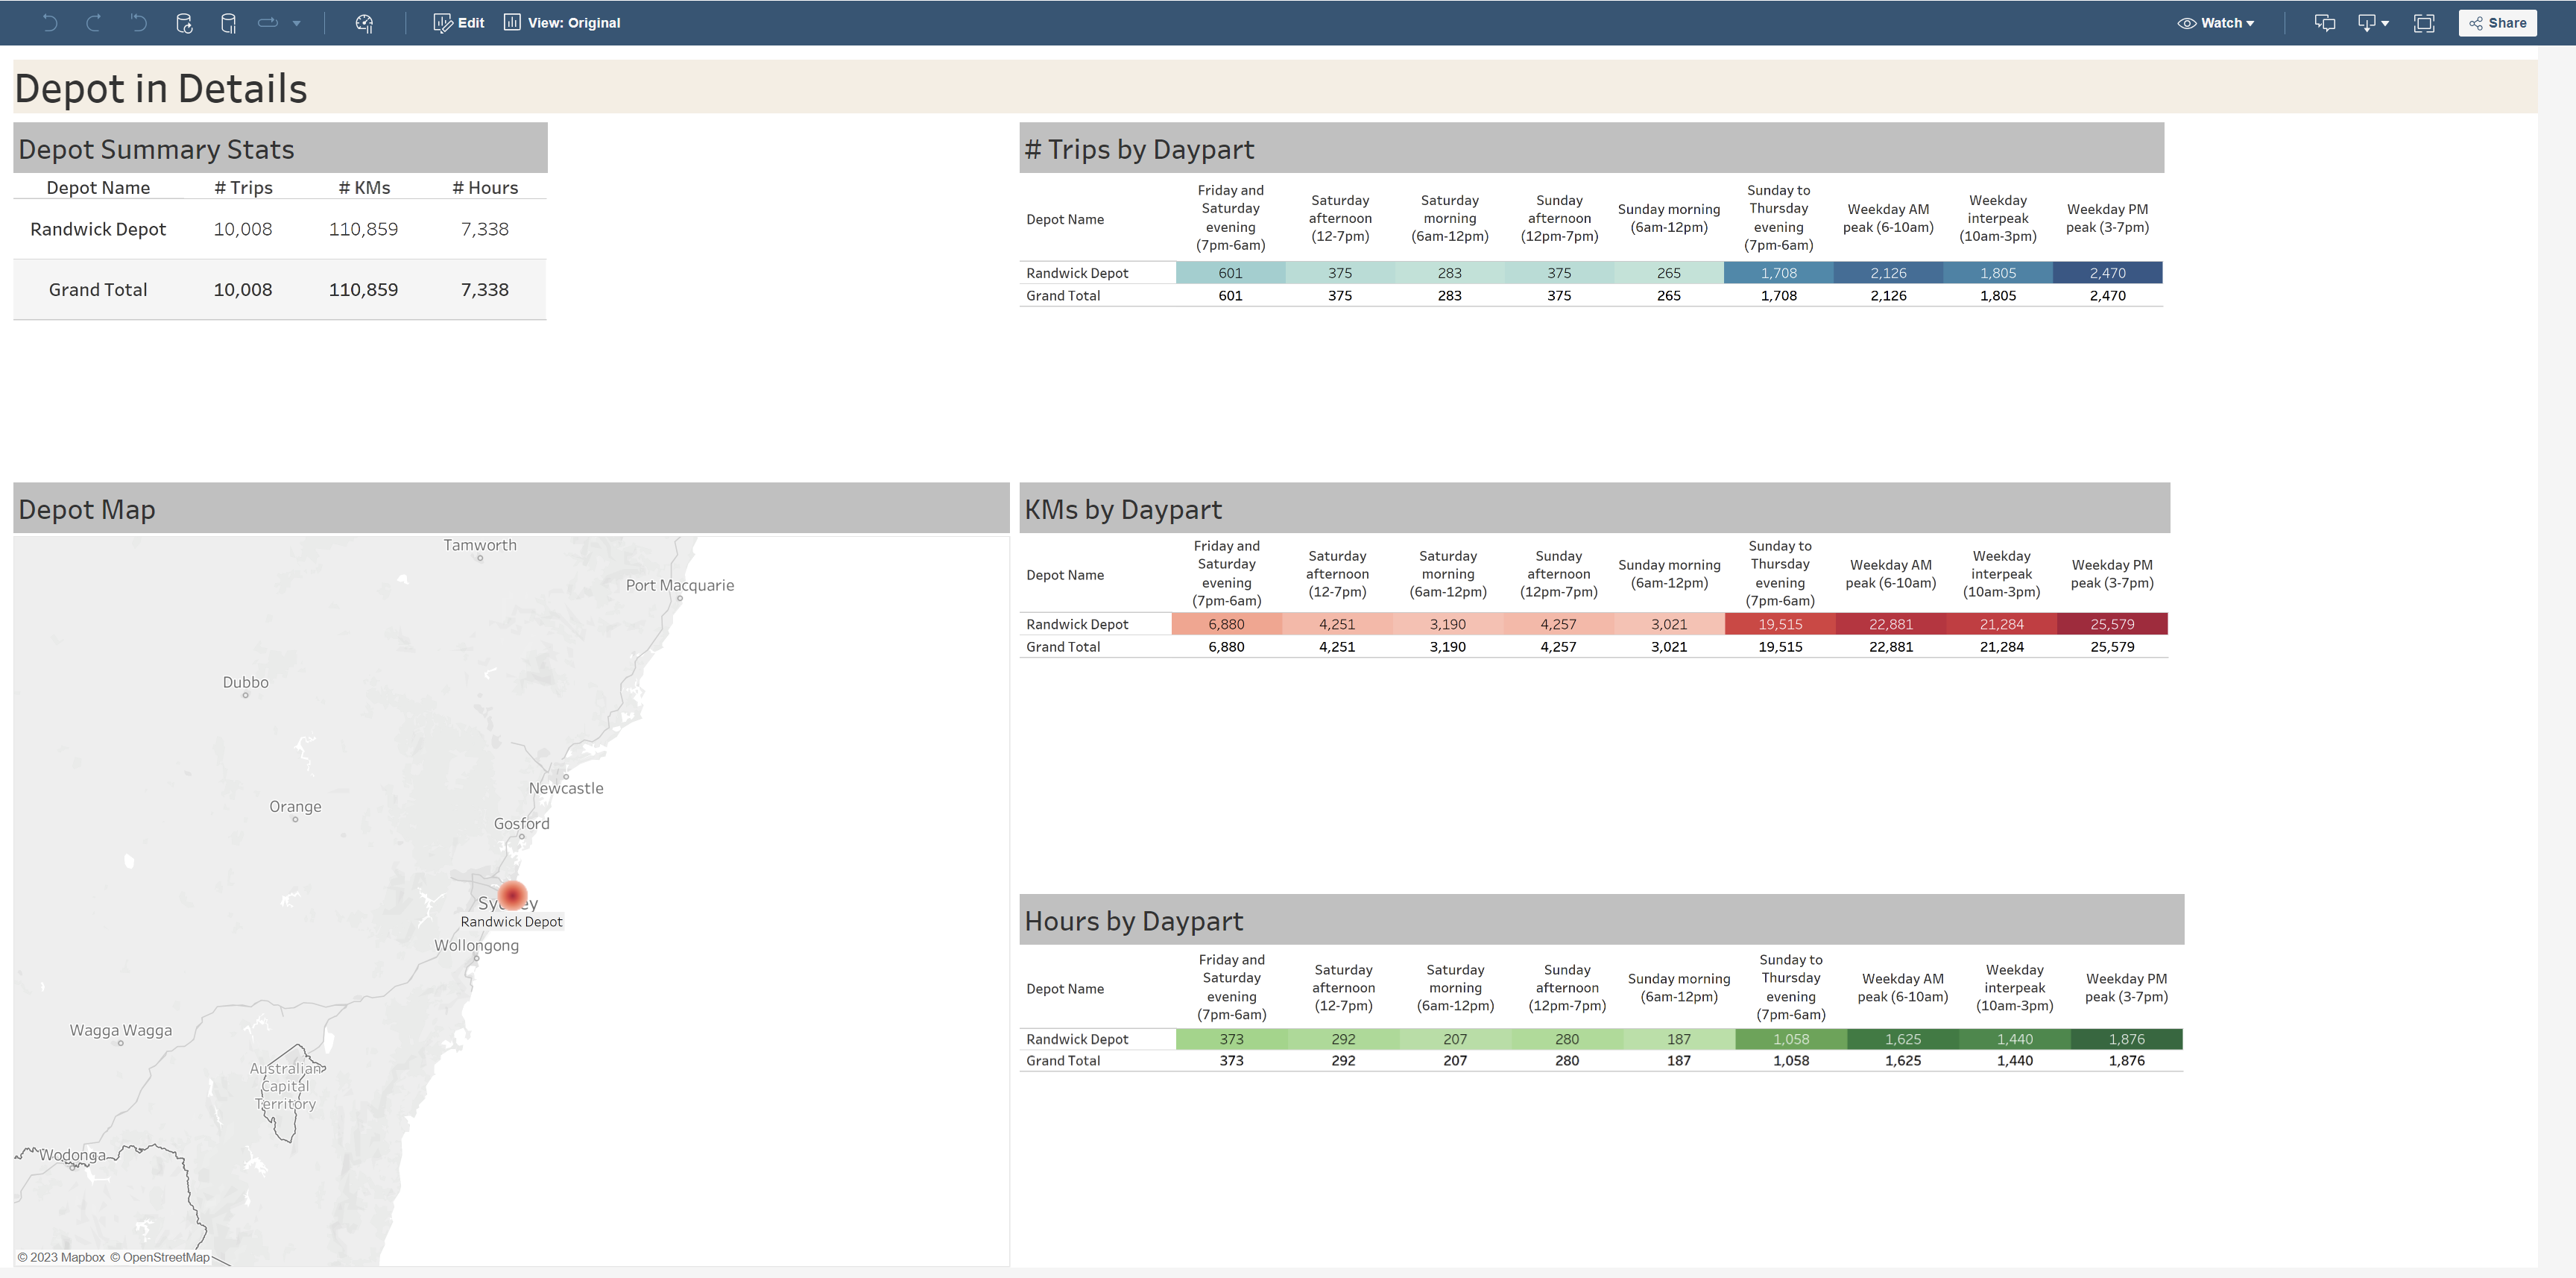 Edit View: Original Watch Share
Depot in Details
Depot Summary Stats
Depot Name # Trips # KMs # Hours
Randwick Depot 10,008 110,859 7,338
Grand Total 10,008 110,859 7,338
# Trips by Daypart
Depot Name
Friday and Saturday evening (7pm-6am)
Saturday afternoon (12-7pm)
Saturday morning (6am-12pm)
Sunday afternoon (12pm-7pm)
Sunday morning (6am-12pm)
Sunday to Thursday evening (7pm-6am)
Weekday AM peak (6-10am)
Weekday interpeak (10am-3pm)
Weekday PM peak (3-7pm)
Randwick Depot 601 375 283 375 265 1,708 2,126 1,805 2,470
Grand Total 601 375 283 375 265 1,708 2,126 1,805 2,470
Depot Map
Tamworth
Port Macquarie
Dubbo
Newcastle
Orange
Gosford
Randwick Depot
Wollongong
Wagga Wagga
Australian
Capital
Territory
Wodonga
© 2023 Mapbox © OpenStreetMap
KMs by Daypart
Depot Name
Friday and Saturday evening (7pm-6am)
Saturday afternoon (12-7pm)
Saturday morning (6am-12pm)
Sunday afternoon (12pm-7pm)
Sunday morning (6am-12pm)
Sunday to Thursday evening (7pm-6am)
Weekday AM peak (6-10am)
Weekday interpeak (10am-3pm)
Weekday PM peak (3-7pm)
Randwick Depot 6,880 4,251 3,190 4,257 3,021 19,515 22,881 21,284 25,579
Grand Total 6,880 4,251 3,190 4,257 3,021 19,515 22,881 21,284 25,579
Hours by Daypart
Depot Name
Friday and Saturday evening (7pm-6am)
Saturday afternoon (12-7pm)
Saturday morning (6am-12pm)
Sunday afternoon (12pm-7pm)
Sunday morning (6am-12pm)
Sunday to Thursday evening (7pm-6am)
Weekday AM peak (6-10am)
Weekday interpeak (10am-3pm)
Weekday PM peak (3-7pm)
Randwick Depot 373 292 207 280 187 1,058 1,625 1,440 1,876
Grand Total 373 292 207 280 187 1,058 1,625 1,440 1,876